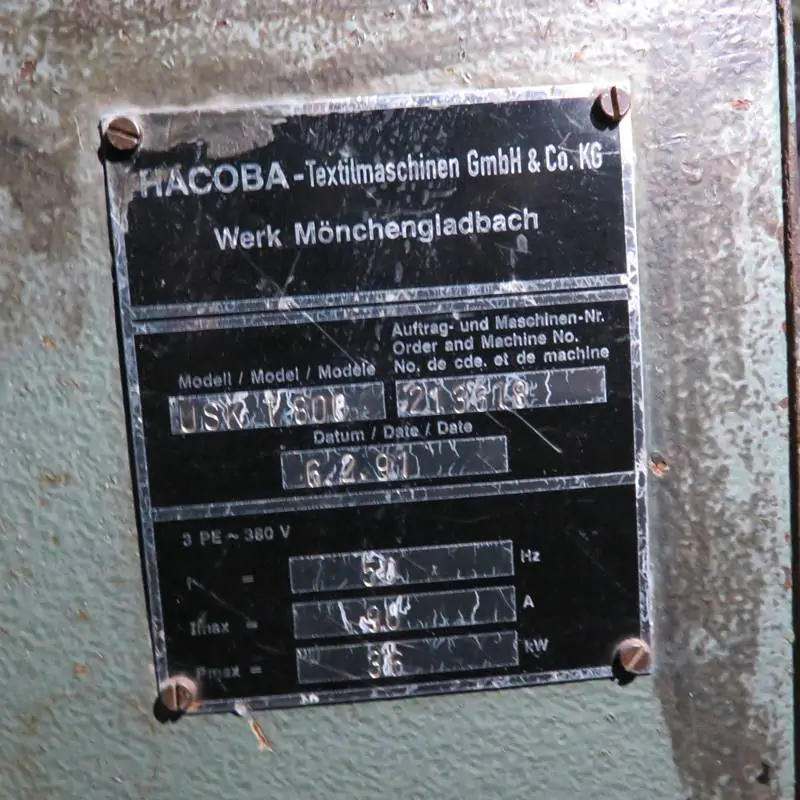 HACOBA-Textilmaschinen GmbH & Co. KG
Werk Mönchengladbach
Auftrag- und Maschinen-Nr.
Order and Machine No.
Modell / Model / Modèle No. de cde. et de machine
Datum / Date / Date
6.2.91
3 PE ~ 380 V
= Hz
Imax = A
Pmax = 36 kW